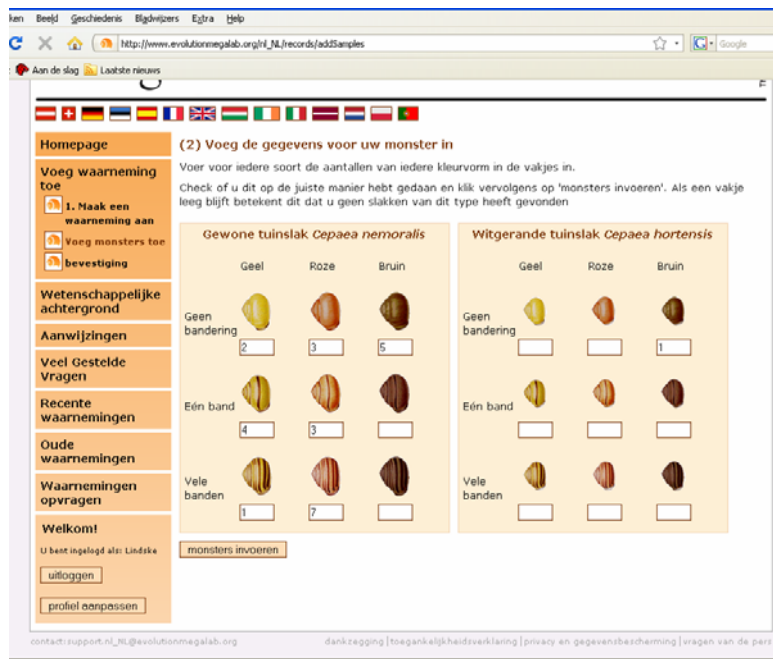 ken Beeld Geschiedenis Bladwijzers Extra Help
http://www.evolutionmegalab.org/nl_NL/records/addSamples
Google
Aan de slag Laatste nieuws
Homepage
Voeg waarneming
toe
1. Maak een
waarneming aan
Voeg monsters toe
bevestiging
Wetenschappelijke
achtergrond
Aanwijzingen
Veel Gestelde
Vragen
Recente
waarnemingen
Oude
waarnemingen
Waarnemingen
opvragen
Welkom!
U bent ingelogd als: Lindske
uitloggen
profiel aanpassen
(2) Voeg de gegevens voor uw monster in
Voer voor iedere soort de aantallen van iedere kleurvorm in de vakjes in.
Check of u dit op de juiste manier hebt gedaan en klik vervolgens op 'monsters invoeren'. Als een vakje
leeg blijft betekent dit dat u geen slakken van dit type heeft gevonden
Gewone tuinslak Cepaea nemoralis
Geel Roze Bruin
Geen
bandering
2 3 5
Eén band
4 3
Vele
banden
1 7
Witgerande tuinslak Cepaea hortensis
Geel Roze Bruin
Geen
bandering
1
Eén band
Vele
banden
monsters invoeren
contact:support.nl_NL@evolutionmegalab.org
dankzegging|toegankelijkheidsverklaring|privacy en gegevensbescherming|vragen van de pers